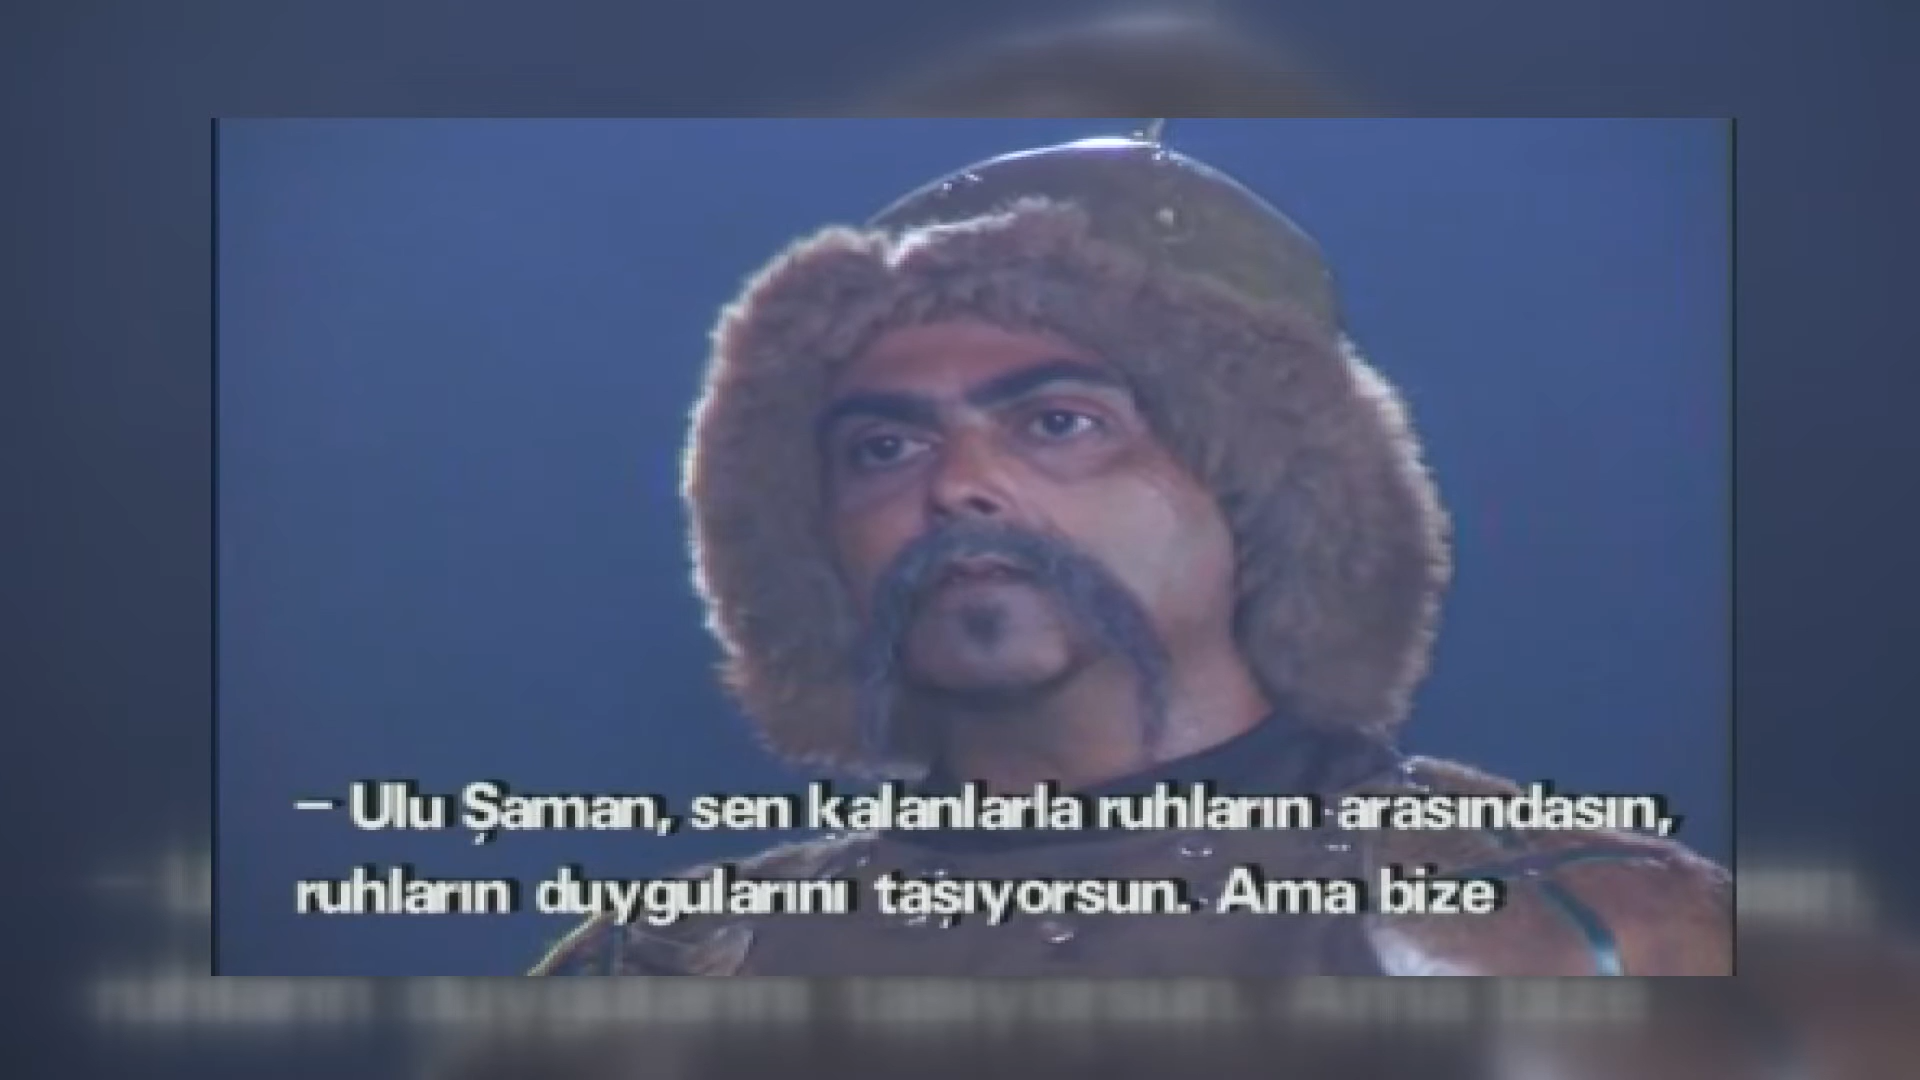 – Ulu Şaman, sen kalanlarla ruhların arasındasın,
ruhların duygularını taşıyorsun. Ama bize